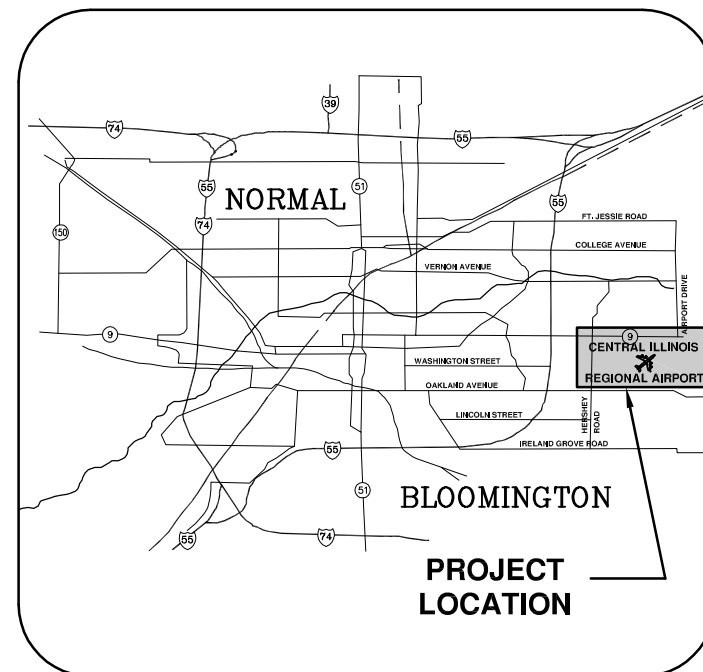 39
74
55
55
51
55
NORMAL
74
150
FT. JESSIE ROAD
COLLEGE AVENUE
VERNON AVENUE
AIRPORT DRIVE
9
9
CENTRAL ILLINOIS
REGIONAL AIRPORT
WASHINGTON STREET
OAKLAND AVENUE
LINCOLN STREET
HERSHEY
ROAD
IRELAND GROVE ROAD
55
51
BLOOMINGTON
55
74
PROJECT
LOCATION